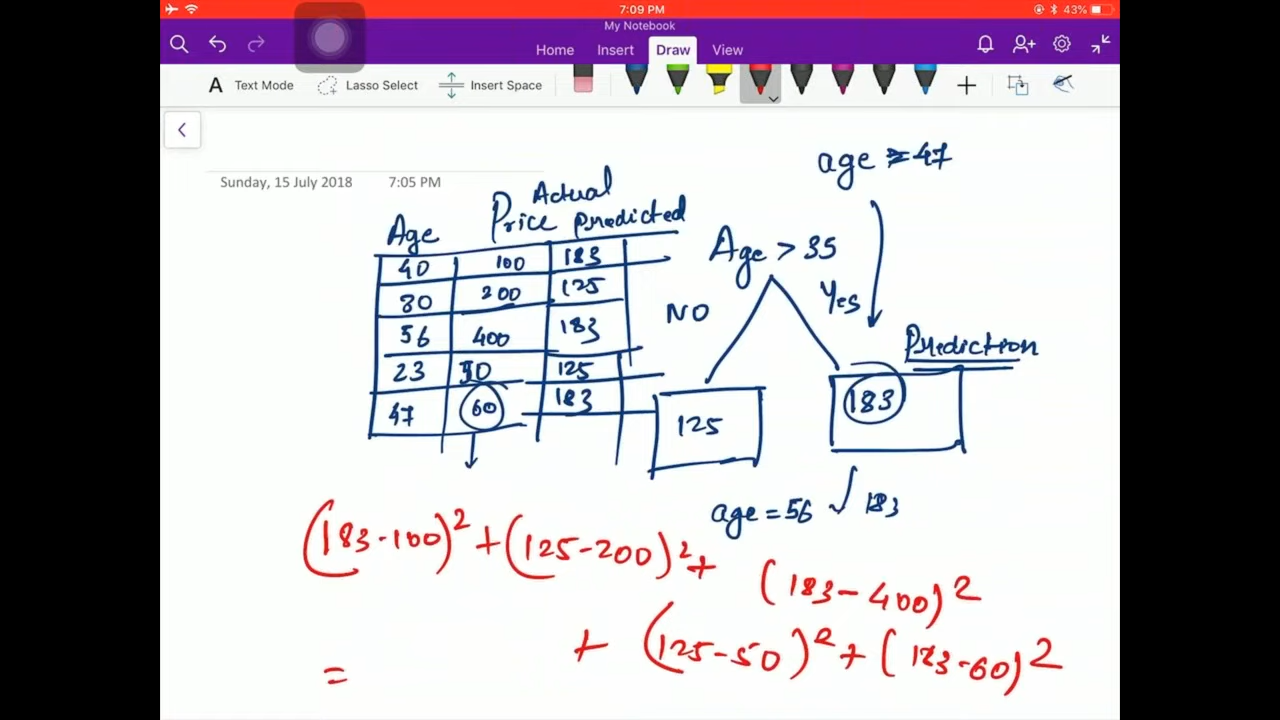 7:09 PM
43%
My Notebook
Home Insert Draw View
A Text Mode Lasso Select Insert Space
Sunday, 15 July 2018 7:05 PM
age = 47
Actual
Age Price Predicted
40 100 183
80 200 125
56 400 183
23 50 125
47 60 183
Age > 35
NO Yes
Prediction
125 183
age = 56 ✓ 183
(183-100)² + (125-200)² +
(183-400)²
+ (125-50)² + (183-60)²
=